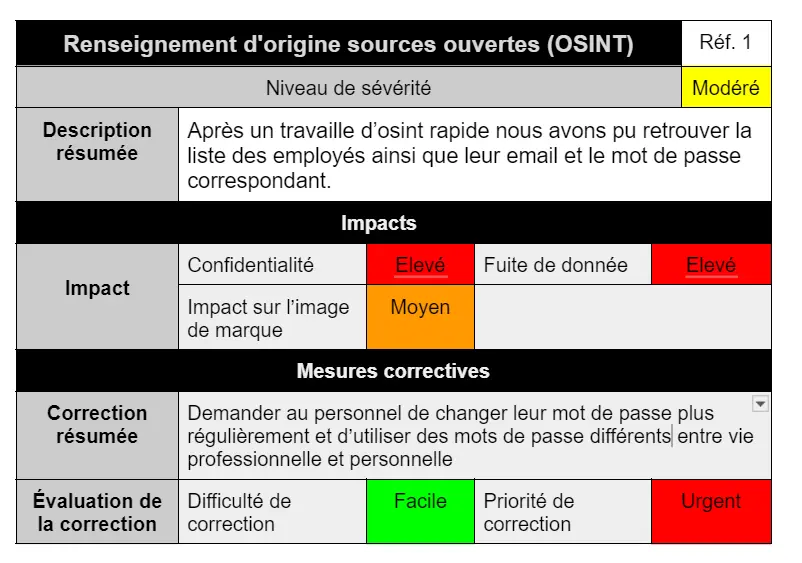 Renseignement d'origine sources ouvertes (OSINT)
Réf. 1
Niveau de sévérité
Modéré
Description
résumée
Après un travaille d’osint rapide nous avons pu retrouver la
liste des employés ainsi que leur email et le mot de passe
correspondant.
Impacts
Impact
Confidentialité
Elevé
Fuite de donnée
Elevé
Impact sur l’image
de marque
Moyen
Mesures correctives
Correction
résumée
Demander au personnel de changer leur mot de passe plus
régulièrement et d’utiliser des mots de passe différents entre vie
professionnelle et personnelle
Évaluation de
la correction
Difficulté de
correction
Facile
Priorité de
correction
Urgent